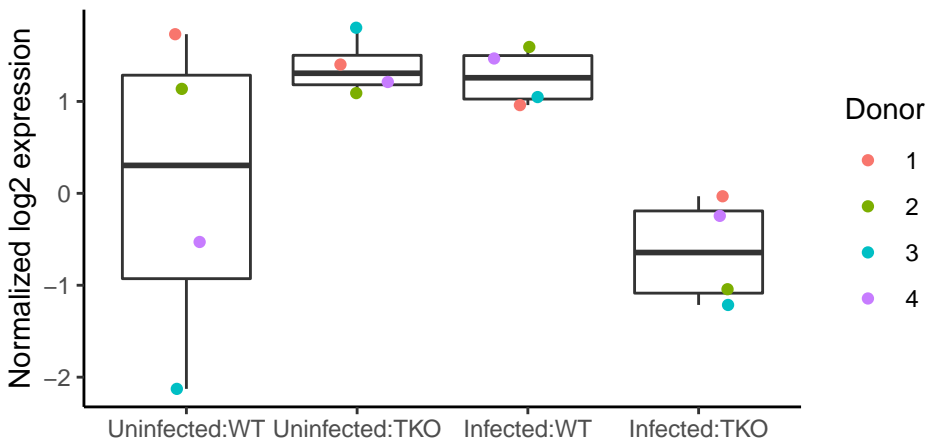 Normalized log2 expression
1
0
−1
−2
Uninfected:WT
Uninfected:TKO
Infected:WT
Infected:TKO
Donor
1
2
3
4